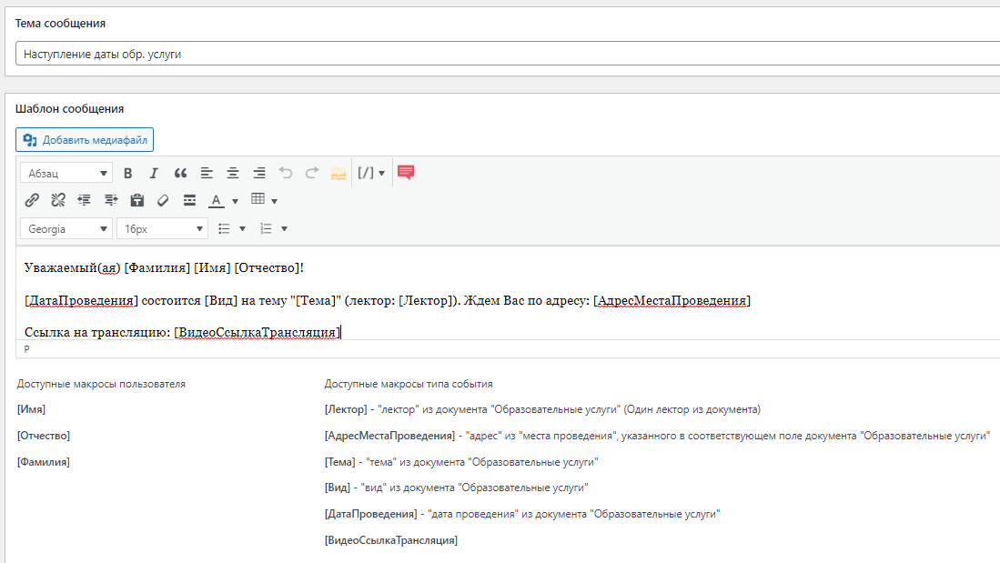 Тема сообщения
Наступление даты обр. услуги
Шаблон сообщения
Добавить медиафайл
Абзац
B I “ [/]
A
Georgia 16px
Уважаемый(ая) [Фамилия] [Имя] [Отчество]!
[ДатаПроведения] состоится [Вид] на тему "[Тема]" (лектор: [Лектор]). Ждем Вас по адресу: [АдресМестаПроведения]
Ссылка на трансляцию: [ВидеоСсылкаТрансляция]
P
Доступные макросы пользователя
[Имя]
[Отчество]
[Фамилия]
Доступные макросы типа события
[Лектор] - "лектор" из документа "Образовательные услуги" (Один лектор из документа)
[АдресМестаПроведения] - "адрес" из "места проведения", указанного в соответствующем поле документа "Образовательные услуги"
[Тема] - "тема" из документа "Образовательные услуги"
[Вид] - "вид" из документа "Образовательные услуги"
[ДатаПроведения] - "дата проведения" из документа "Образовательные услуги"
[ВидеоСсылкаТрансляция]